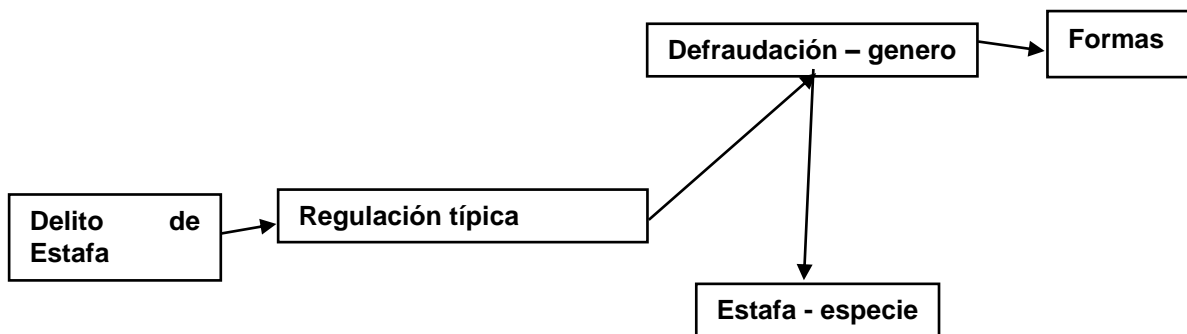 Defraudación – genero
Formas
Delito de
Estafa
Regulación típica
Estafa - especie